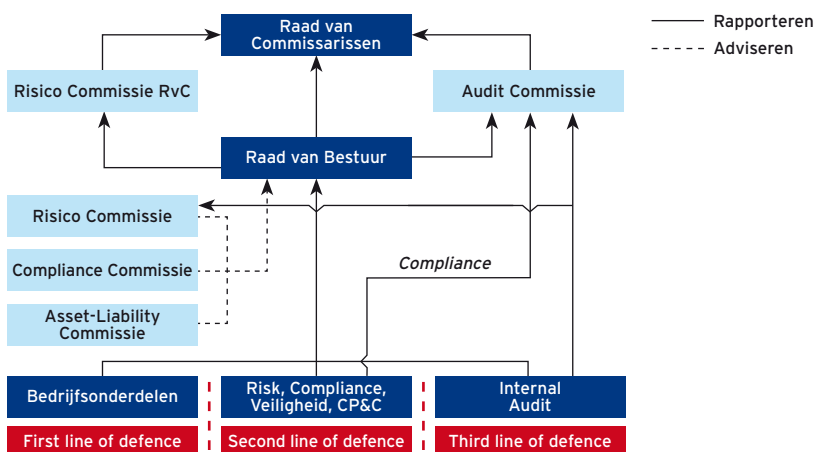 Raad van
Commissarissen
Rapporteren
Adviseren
Risico Commissie RvC
Audit Commissie
Raad van Bestuur
Risico Commissie
Compliance Commissie
Compliance
Asset-Liability
Commissie
Bedrijfsonderdelen
Risk, Compliance,
Veiligheid, CP&C
Internal
Audit
First line of defence
Second line of defence
Third line of defence